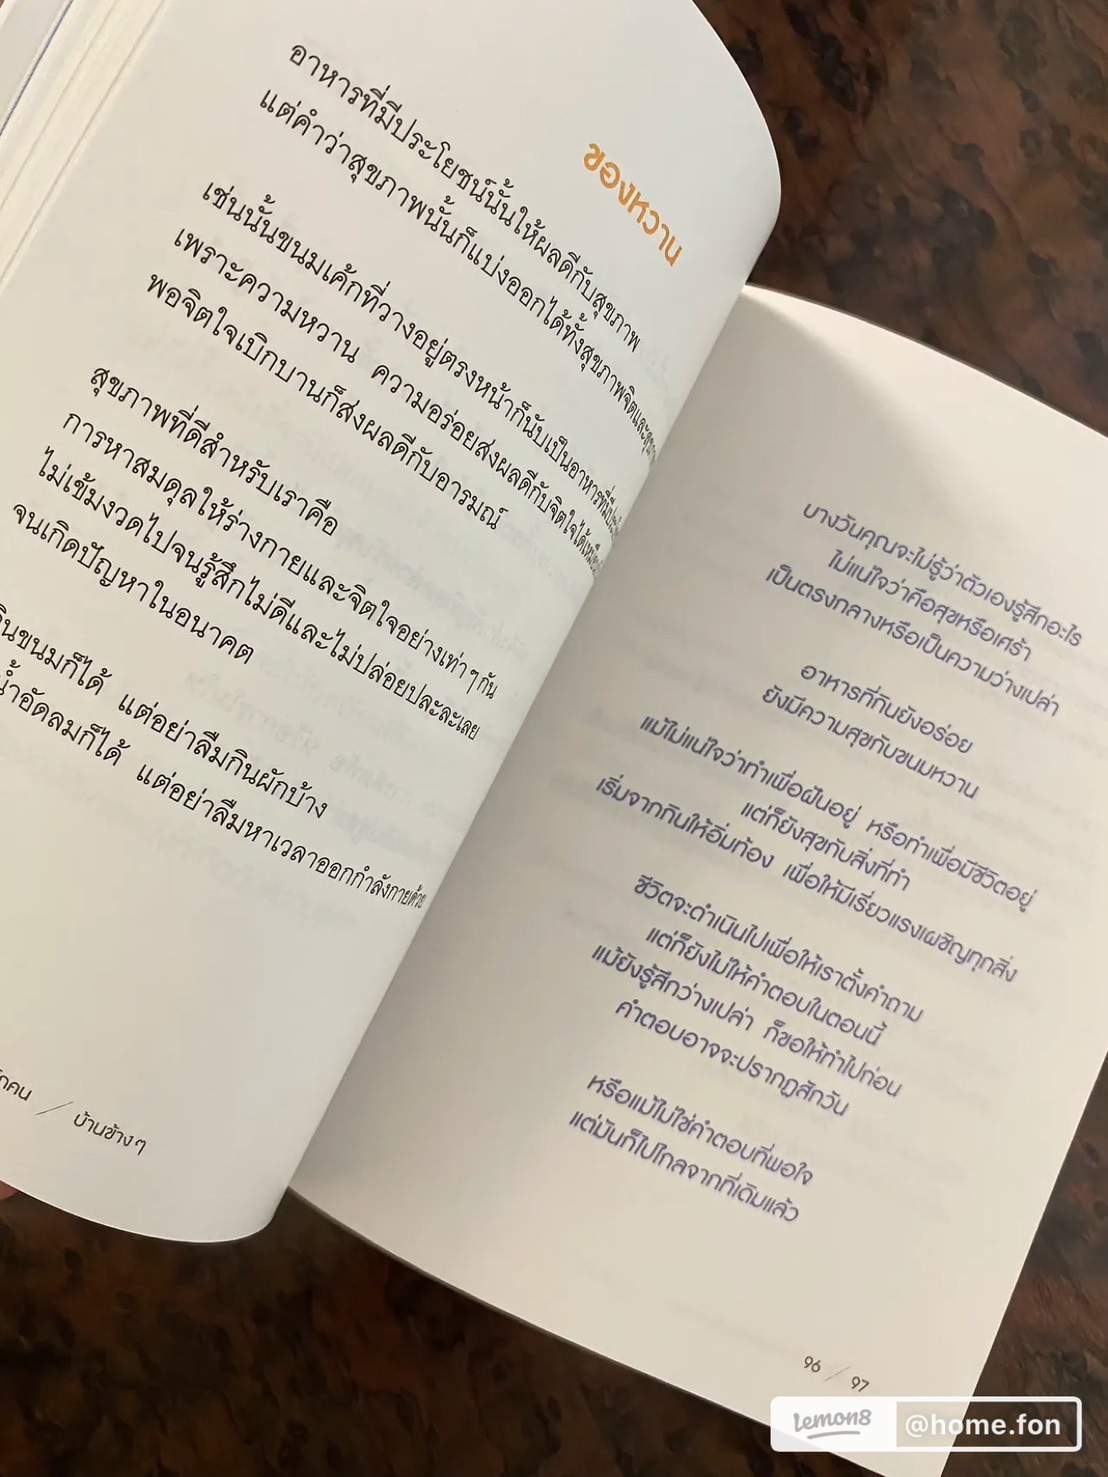 ของหวาน
อาหารที่มีประโยชน์นั้นให้ผลดีกับสุขภาพ
แต่คำว่าสุขภาพนั้นก็แบ่งออกได้ทั้งสุขภาพจิตและ
เช่นนั้นขนมเค้กที่วางอยู่ตรงหน้าก็นับเป็นอาหารที่มี
เพราะความหวาน ความอร่อยส่งผลดีกับจิตใจได้
พอจิตใจเบิกบานก็ส่งผลดีกับอารมณ์
สุขภาพที่ดีสำหรับเราคือ
การหาสมดุลให้ร่างกายและจิตใจอย่างเท่าๆกัน
ไม่เข้มงวดไปจนรู้สึกไม่ดีและไม่ปล่อยปละละเลย
จนเกิดปัญหาในอนาคต
ขนมก็ได้ แต่อย่าลืมกินผักบ้าง
น้ำอัดลมก็ได้ แต่อย่าลืมหาเวลาออกกำลังกายด้วย
คน / บ้านข้างๆ
บางวันคุณจะไม่รู้ว่าตัวเองรู้สึกอะไร
ไม่แน่ใจว่าคือสุขหรือเศร้า
เป็นตรงกลางหรือเป็นความว่างเปล่า
อาหารที่กินยังอร่อย
ยังมีความสุขกับขนมหวาน
แม้ไม่แน่ใจว่าทำเพื่อฝันอยู่ หรือทำเพื่อมีชีวิตอยู่
แต่ก็ยังสุขกับสิ่งที่ทำ
เริ่มจากกินให้อิ่มท้อง เพื่อให้มีเรี่ยวแรงเผชิญทุกสิ่ง
ชีวิตจะดำเนินไปเพื่อให้เราตั้งคำถาม
แต่ก็ยังไม่ให้คำตอบในตอนนี้
แม้ยังรู้สึกว่างเปล่า ก็ขอให้ทำไปก่อน
คำตอบอาจจะปรากฏสักวัน
หรือแม้ไม่ใช่คำตอบที่พอใจ
แต่มันก็ไปไกลจากที่เดิมแล้ว
96 / 97
lemon8 @home.fon